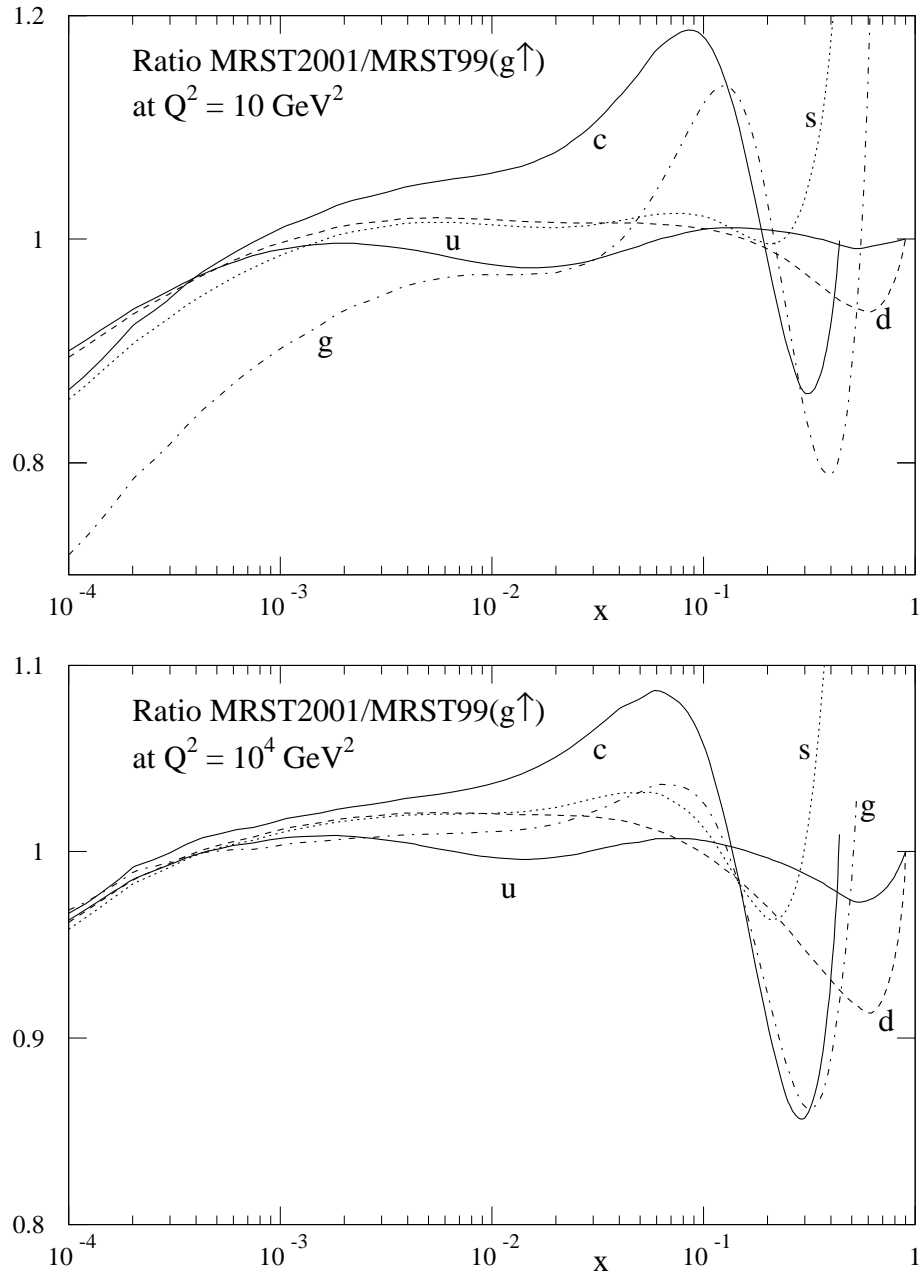 1.2
Ratio MRST2001/MRST99(g↑)
at Q² = 10 GeV²
s
c
1
u
g
d
0.8
10⁻⁴ 10⁻³ 10⁻² 10⁻¹ 1
x
1.1
Ratio MRST2001/MRST99(g↑)
at Q² = 10⁴ GeV²
c
s
g
1
u
d
0.9
0.8
10⁻⁴ 10⁻³ 10⁻² 10⁻¹ 1
x